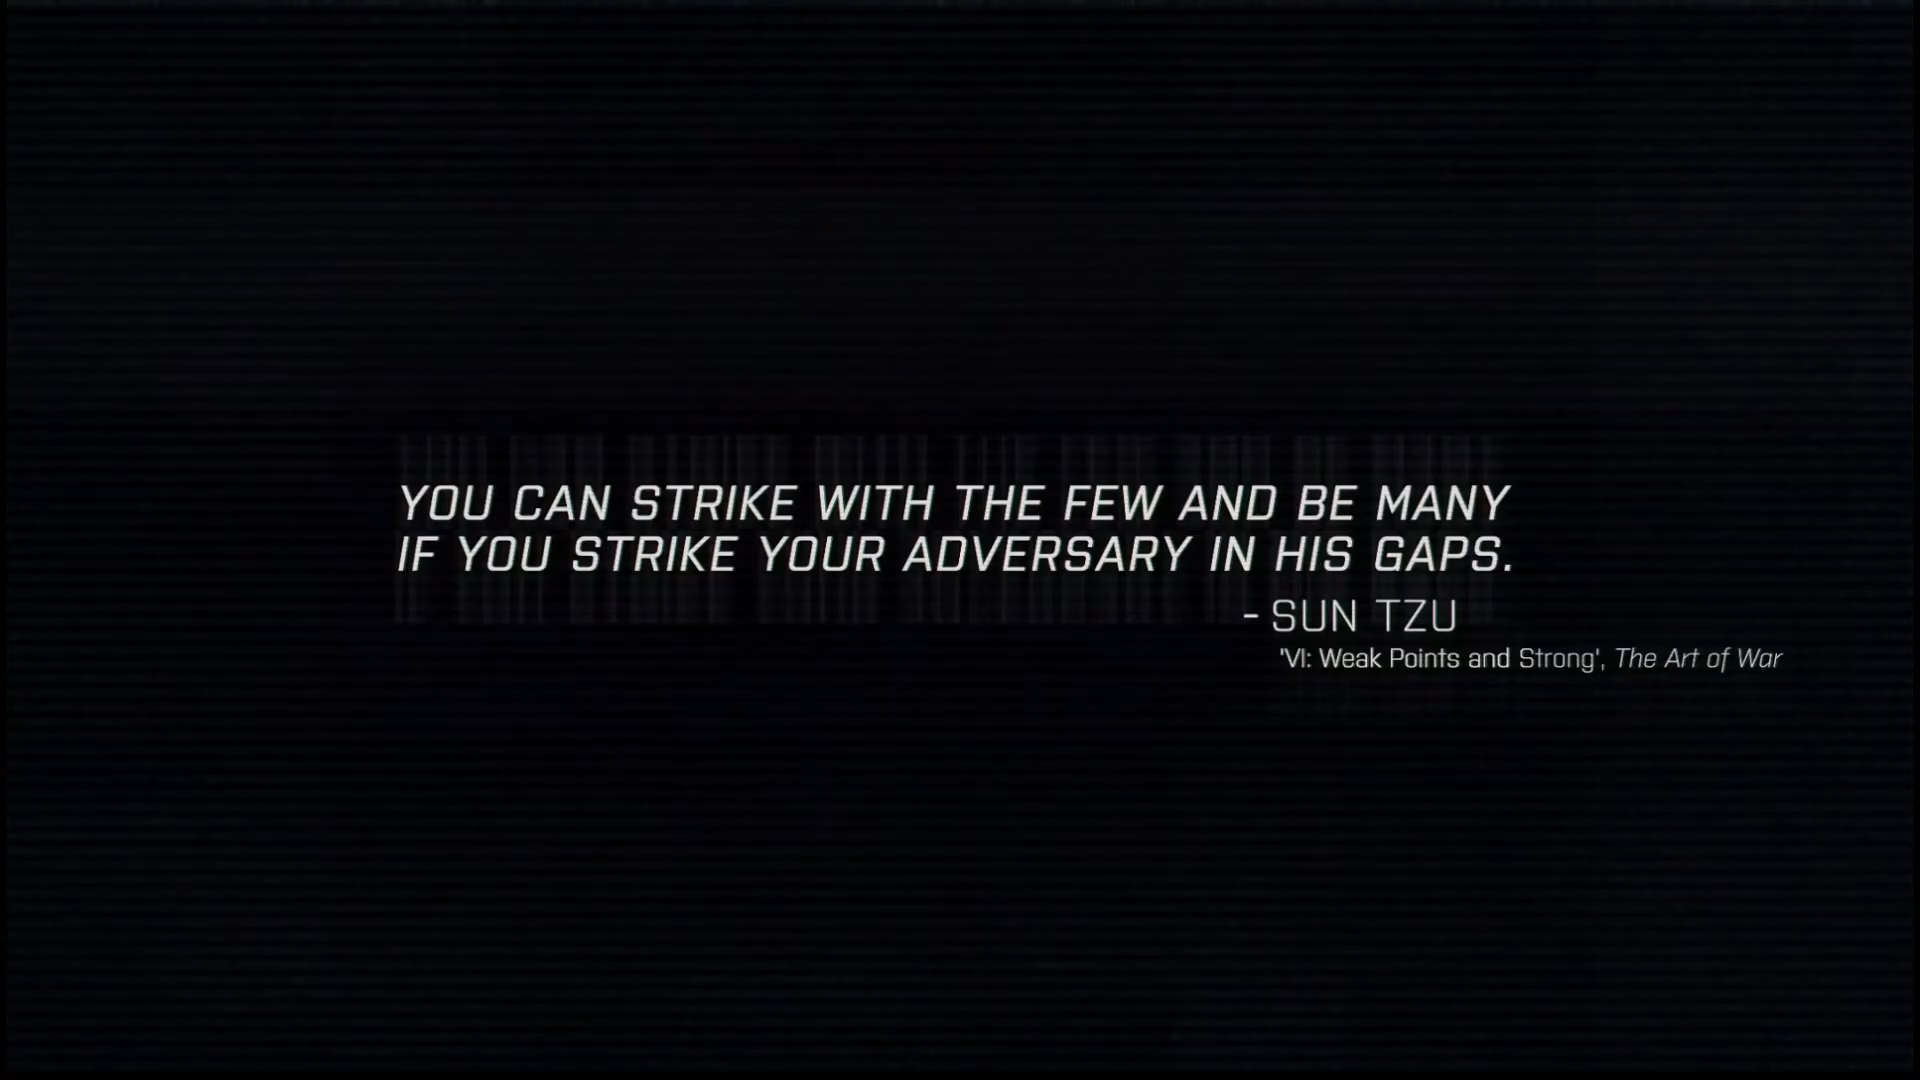 YOU CAN STRIKE WITH THE FEW AND BE MANY
IF YOU STRIKE YOUR ADVERSARY IN HIS GAPS.
- SUN TZU
'VI: Weak Points and Strong', The Art of War